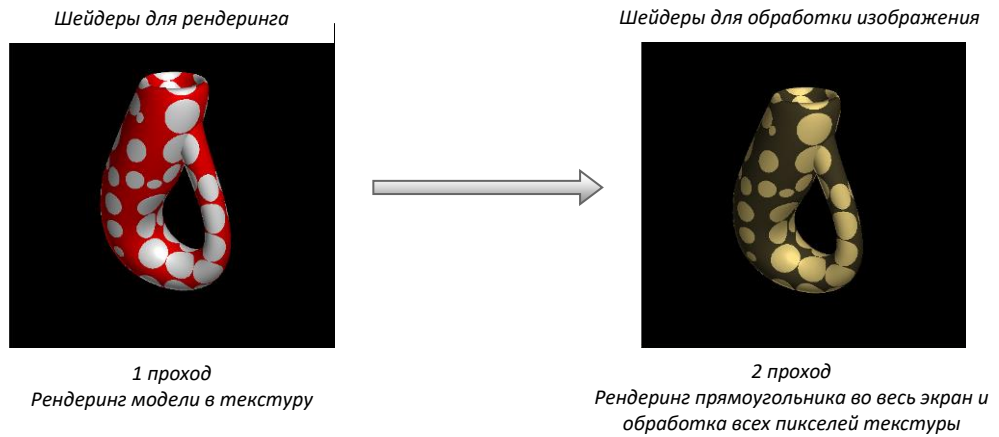 Шейдеры для рендеринга
Шейдеры для обработки изображения
1 проход
Рендеринг модели в текстуру
2 проход
Рендеринг прямоугольника во весь экран и
обработка всех пикселей текстуры